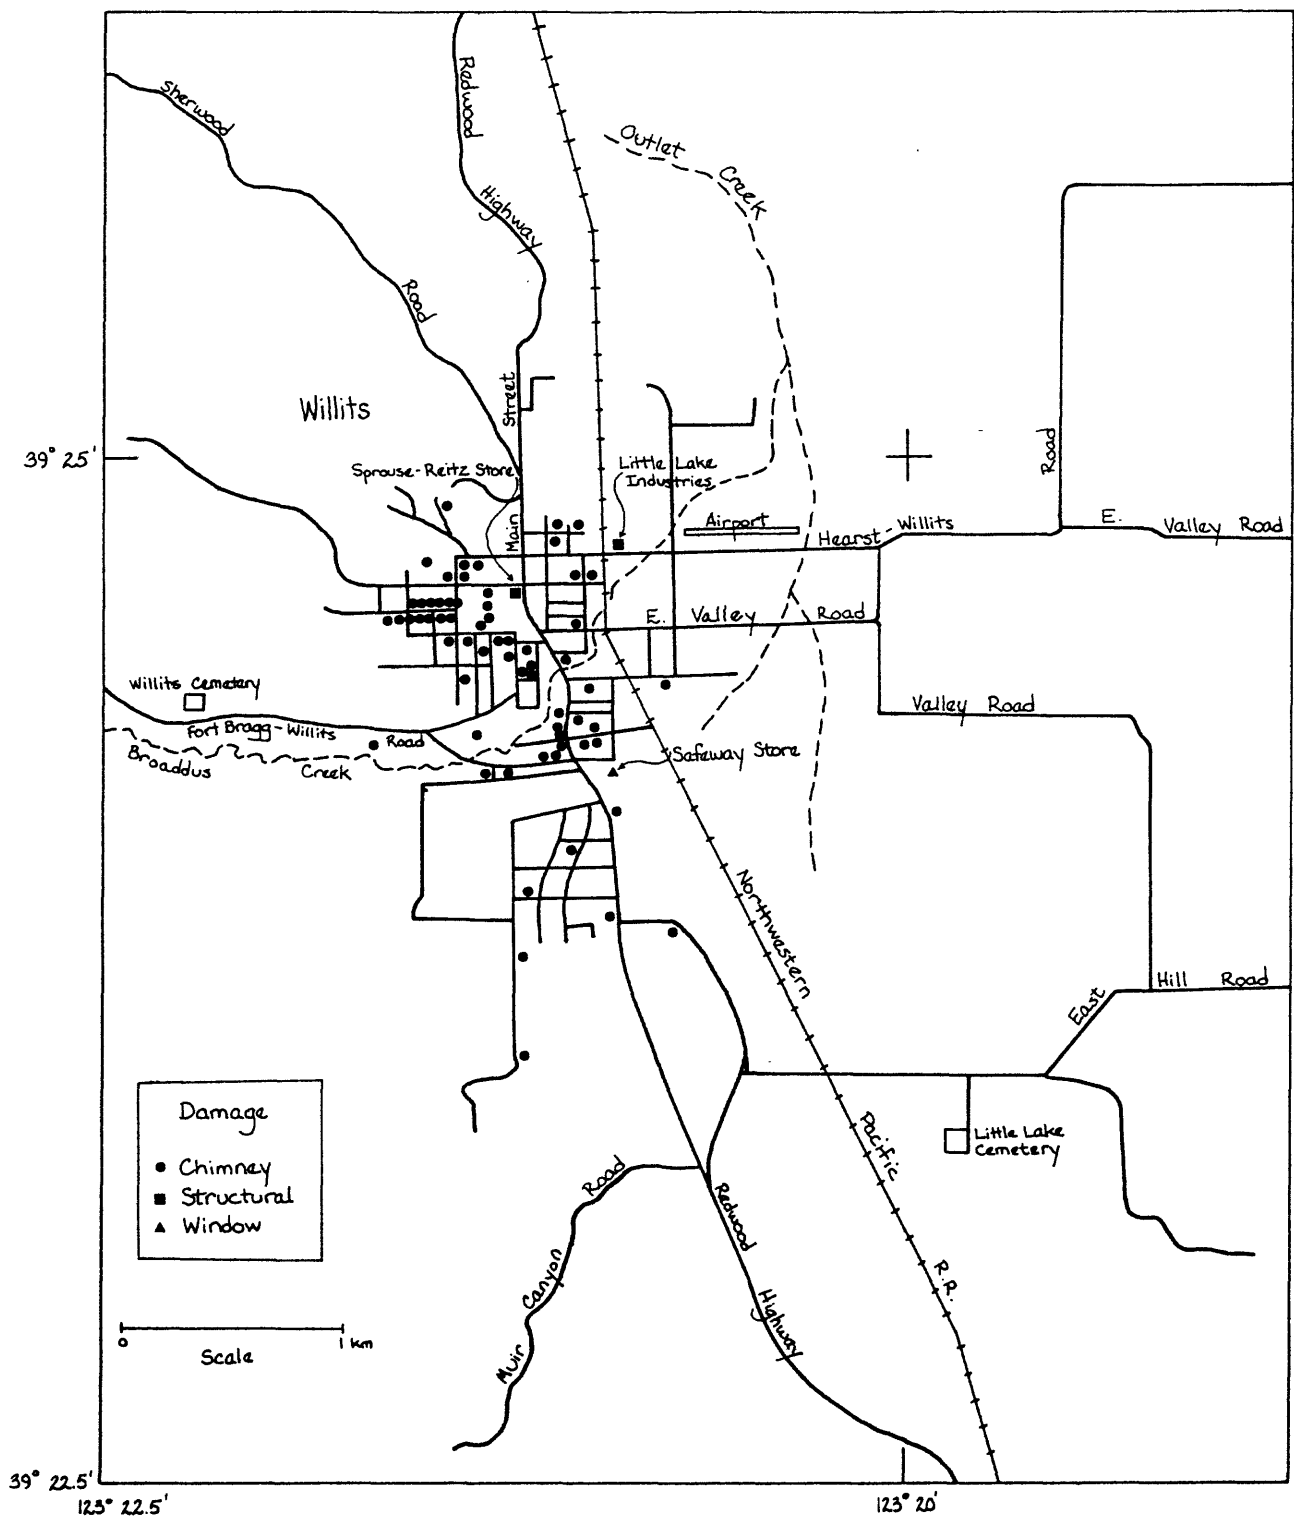 Sherwood
Road
Redwood
Highway
Outlet
Creek
Willits
Street
39° 25'
Sprouse-Reitz Store
Little Lake
Industries
Road
Main
Airport
Hearst - Willits
E. Valley Road
E. Valley Road
Willits Cemetery
Valley Road
Fort Bragg - Willits
Road
Broaddus
Creek
Safeway Store
Northwestern
Hill Road
East
Damage
Chimney
Structural
Window
Pacific
Little Lake
Cemetery
Road
Canyon
Muir
Redwood
Highway
R.R.
0 1 km
Scale
39° 22.5'
123° 22.5'
123° 20'